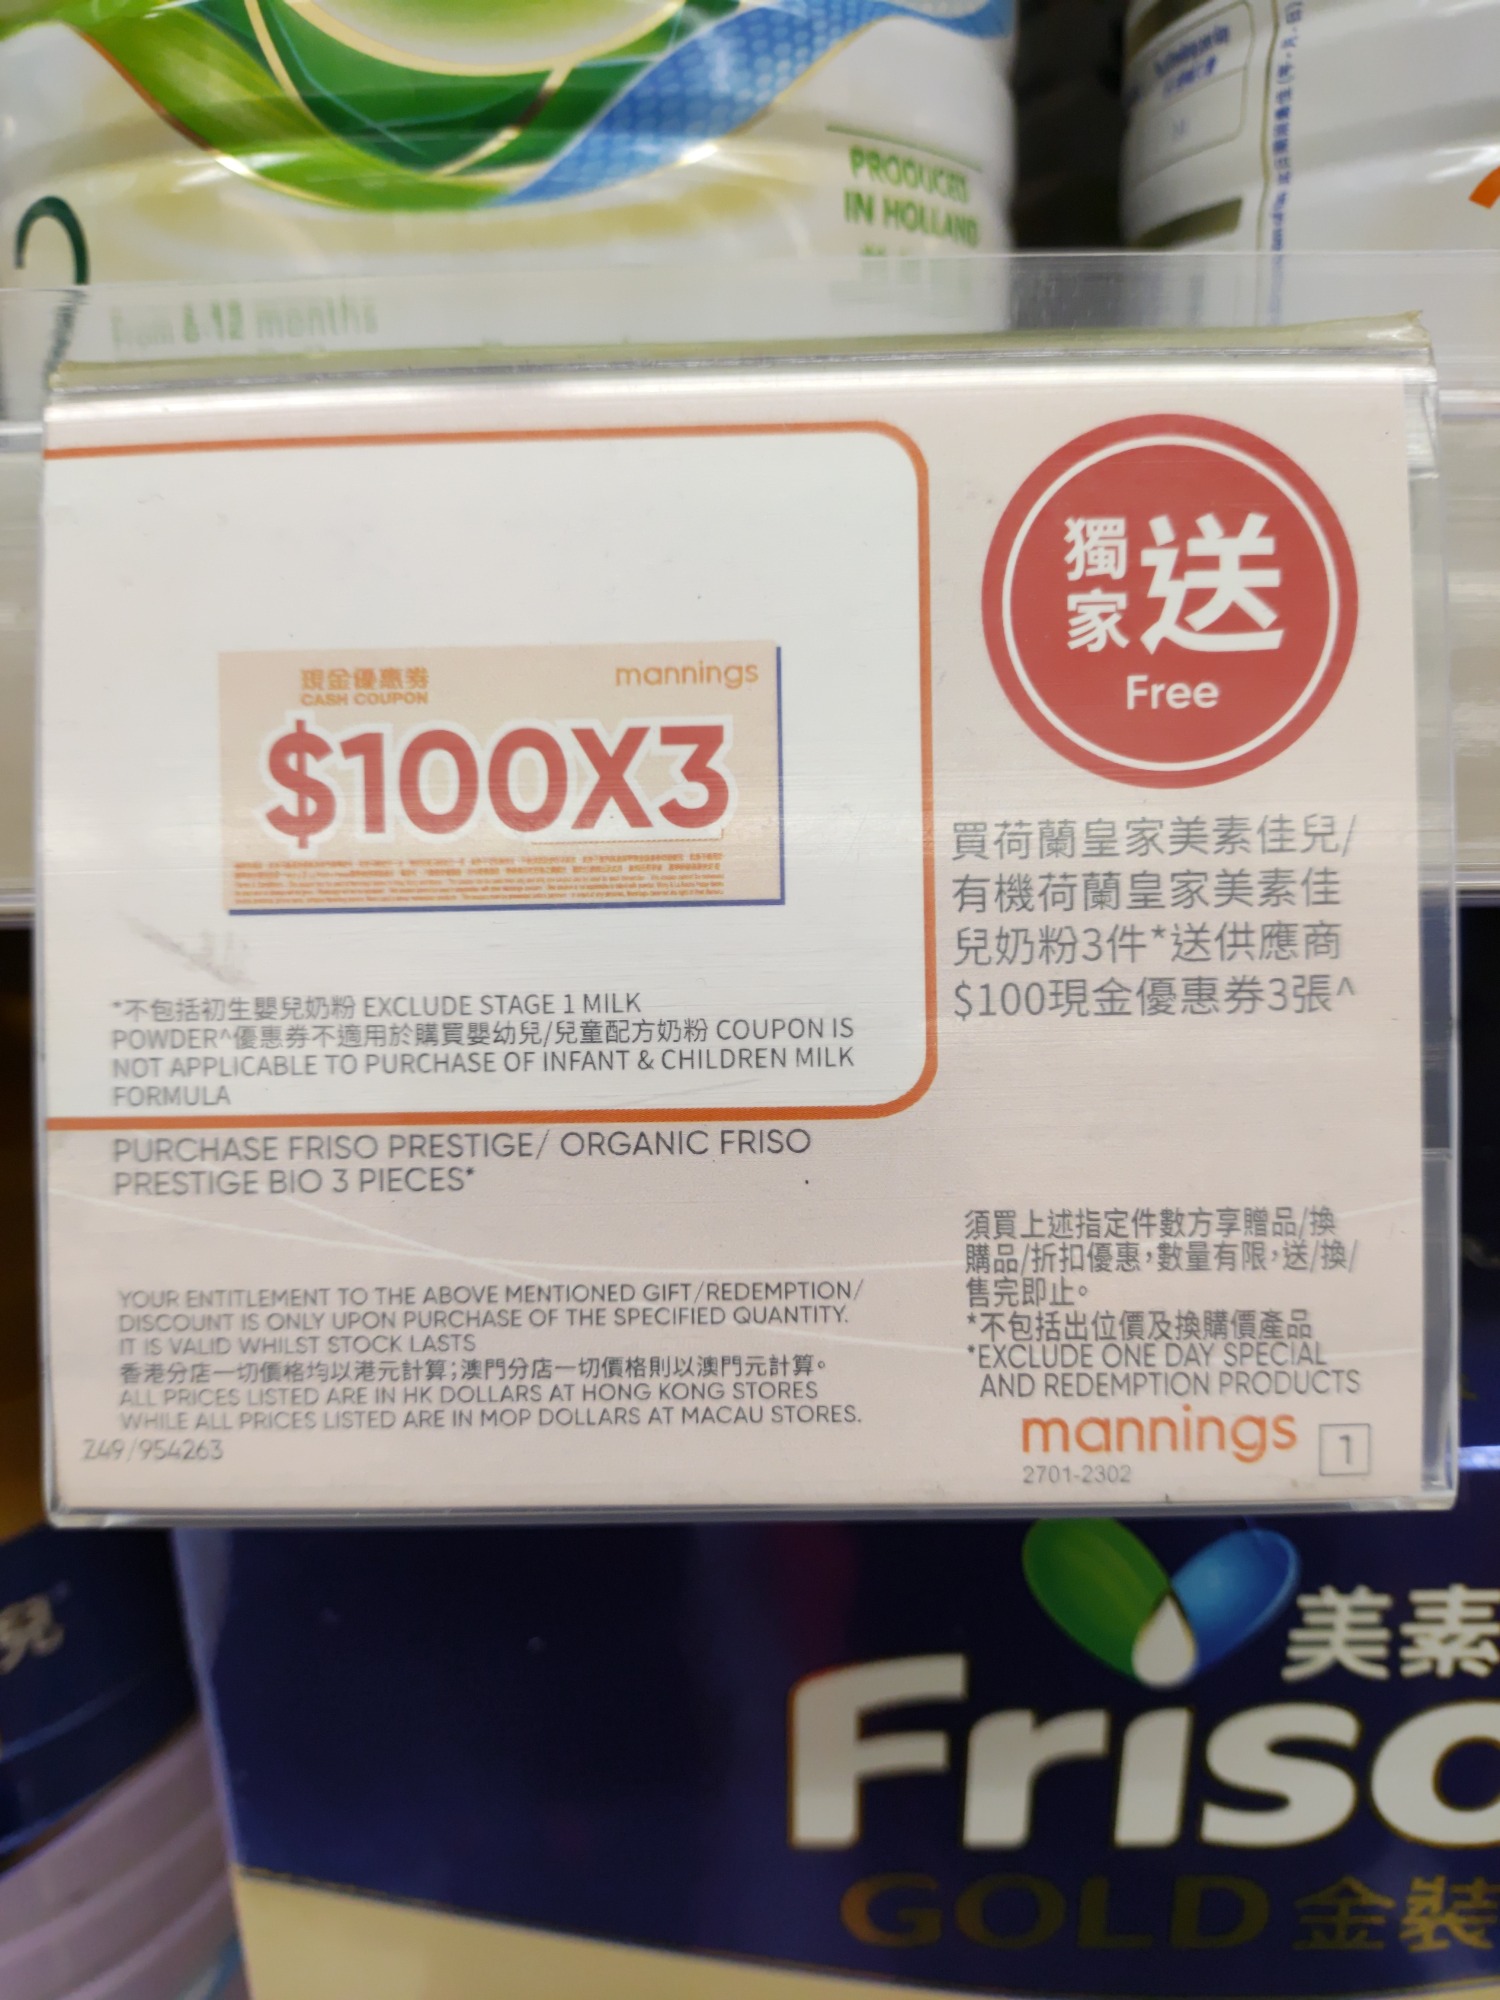 PRODUCED
IN HOLLAND
From 6-12 months
獨家送
Free
現金優惠券
CASH COUPON
mannings
$100X3
買荷蘭皇家美素佳兒/
有機荷蘭皇家美素佳
兒奶粉3件*送供應商
$100現金優惠券3張^
*不包括初生嬰兒奶粉 EXCLUDE STAGE 1 MILK
POWDER^優惠券不適用於購買嬰幼兒/兒童配方奶粉 COUPON IS
NOT APPLICABLE TO PURCHASE OF INFANT & CHILDREN MILK
FORMULA
PURCHASE FRISO PRESTIGE/ ORGANIC FRISO
PRESTIGE BIO 3 PIECES*
須買上述指定件數方享贈品/換
購品/折扣優惠,數量有限,送/換/
售完即止。
*不包括出位價及換購價產品
*EXCLUDE ONE DAY SPECIAL
AND REDEMPTION PRODUCTS
YOUR ENTITLEMENT TO THE ABOVE MENTIONED GIFT/REDEMPTION/
DISCOUNT IS ONLY UPON PURCHASE OF THE SPECIFIED QUANTITY.
IT IS VALID WHILST STOCK LASTS
香港分店一切價格均以港元計算;澳門分店一切價格則以澳門元計算。
ALL PRICES LISTED ARE IN HK DOLLARS AT HONG KONG STORES
WHILE ALL PRICES LISTED ARE IN MOP DOLLARS AT MACAU STORES.
Z49/954263
mannings
1
2701-2302
兒
美素
Friso
GOLD 金裝